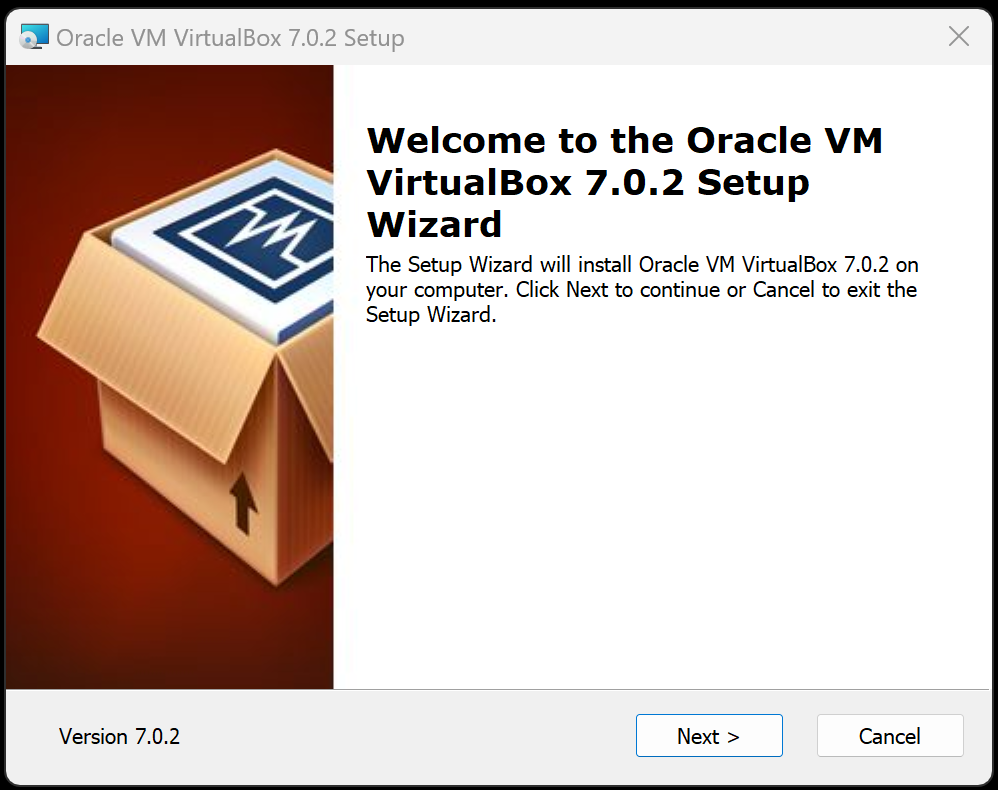 Oracle VM VirtualBox 7.0.2 Setup
Welcome to the Oracle VM
VirtualBox 7.0.2 Setup
Wizard
The Setup Wizard will install Oracle VM VirtualBox 7.0.2 on
your computer. Click Next to continue or Cancel to exit the
Setup Wizard.
Version 7.0.2
Next >
Cancel